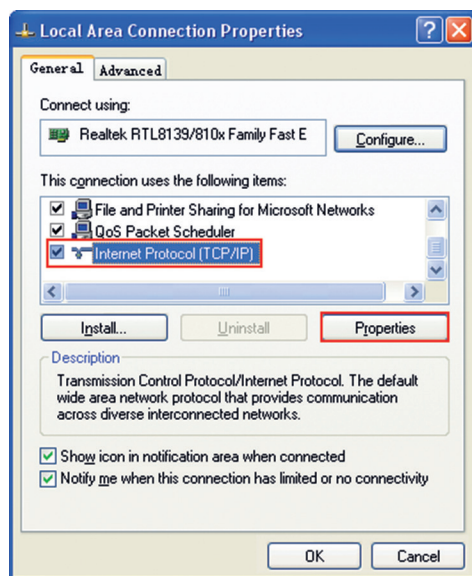 Local Area Connection Properties
General
Advanced
Connect using:
Realtek RTL8139/810x Family Fast E
Configure...
This connection uses the following items:
File and Printer Sharing for Microsoft Networks
QoS Packet Scheduler
Internet Protocol (TCP/IP)
Install...
Uninstall
Properties
Description
Transmission Control Protocol/Internet Protocol. The default
wide area network protocol that provides communication
across diverse interconnected networks.
Show icon in notification area when connected
Notify me when this connection has limited or no connectivity
OK
Cancel